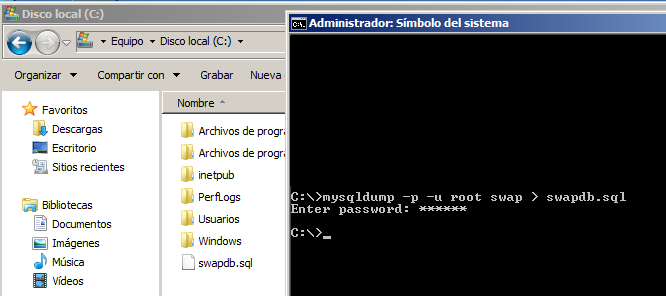 Disco local (C:)
Equipo
Disco local (C:)
Organizar
Compartir con
Grabar
Nueva
Favoritos
Descargas
Escritorio
Sitios recientes
Bibliotecas
Documentos
Imágenes
Música
Vídeos
Nombre
Archivos de progra
Archivos de progra
inetpub
PerfLogs
Usuarios
Windows
swapdb.sql
Administrador: Símbolo del sistema
C:\>mysqldump -p -u root swap > swapdb.sql
Enter password: ******
C:\>_